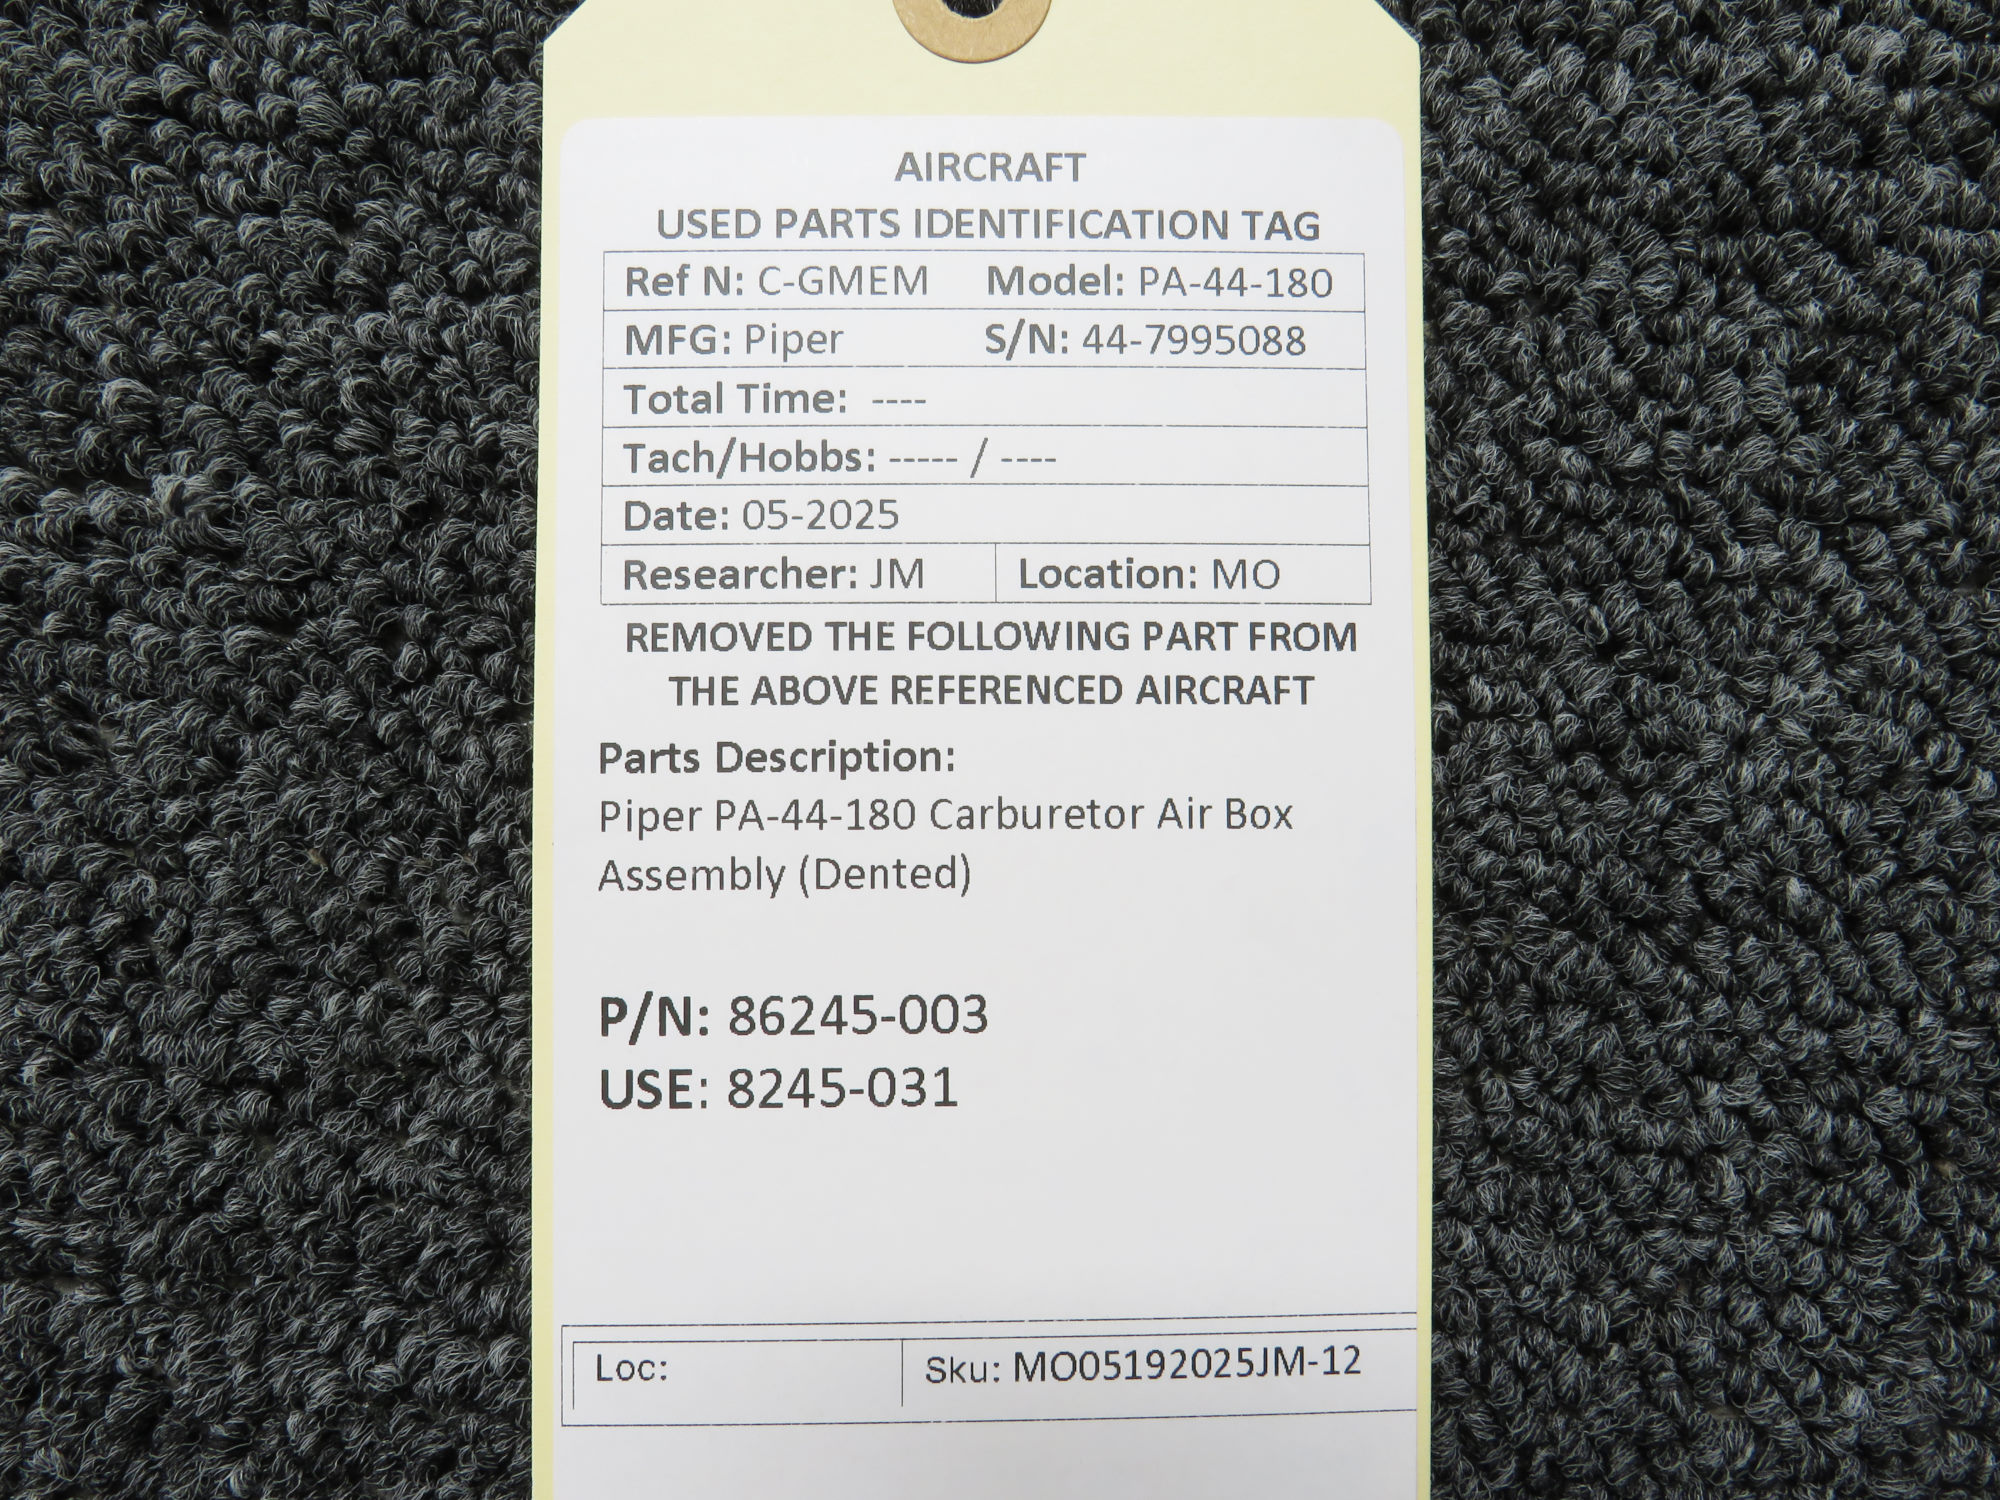 AIRCRAFT
USED PARTS IDENTIFICATION TAG
Ref N: C-GMEM Model: PA-44-180
MFG: Piper S/N: 44-7995088
Total Time: ----
Tach/Hobbs: ----- / ----
Date: 05-2025
Researcher: JM Location: MO
REMOVED THE FOLLOWING PART FROM
THE ABOVE REFERENCED AIRCRAFT
Parts Description:
Piper PA-44-180 Carburetor Air Box
Assembly (Dented)
P/N: 86245-003
USE: 8245-031
Loc: Sku: MO05192025JM-12